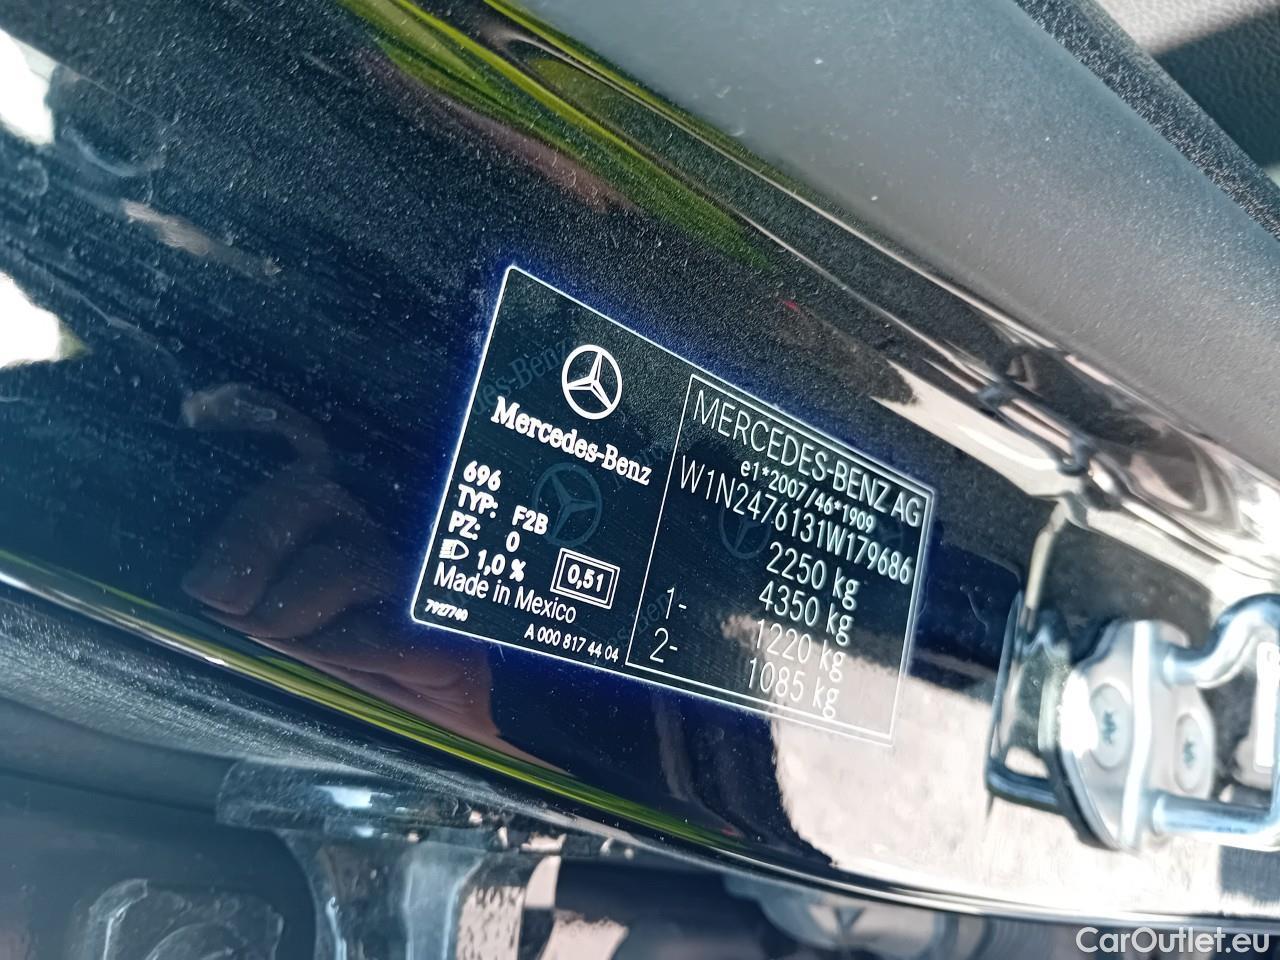 Mercedes-Benz
696
TYP: F2B
PZ: 0
1,0 %
0,51
Made in Mexico
7927740
A 000 817 44 04
MERCEDES-BENZ AG
e1*2007/46*1909
W1N2476131W179686
2250 kg
4350 kg
1- 1220 kg
2- 1085 kg
CarOutlet.eu